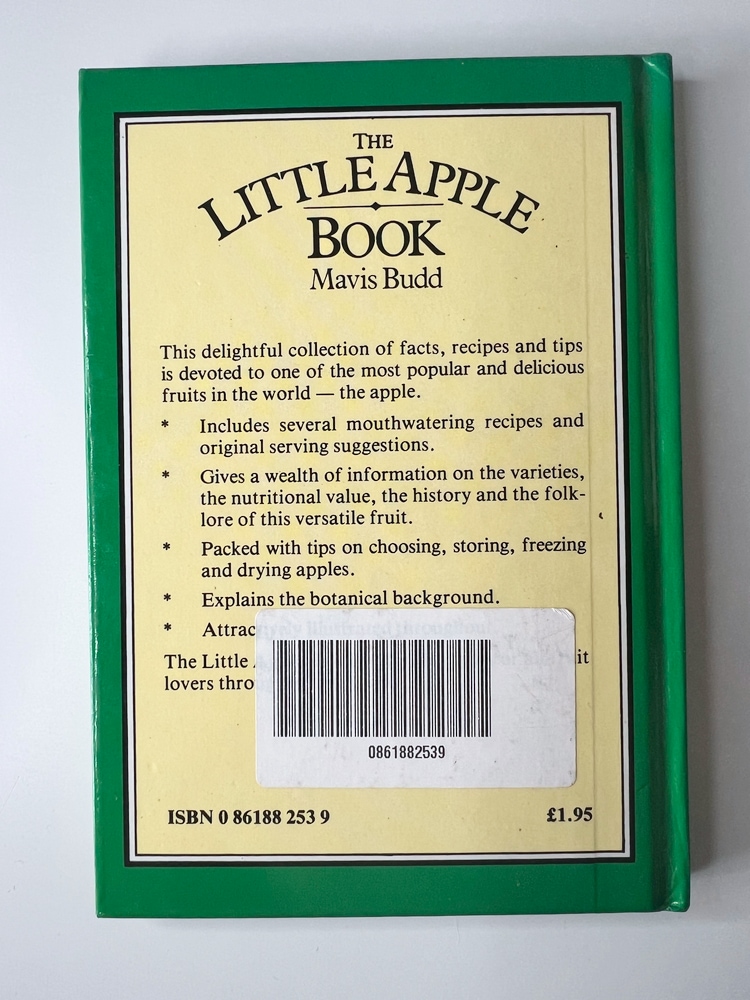 THE
LITTLE APPLE
BOOK
Mavis Budd
This delightful collection of facts, recipes and tips
is devoted to one of the most popular and delicious
fruits in the world — the apple.
* Includes several mouthwatering recipes and
original serving suggestions.
* Gives a wealth of information on the varieties,
the nutritional value, the history and the folk-
lore of this versatile fruit.
* Packed with tips on choosing, storing, freezing
and drying apples.
* Explains the botanical background.
* Attractively illustrated throughout.
The Little
lovers
0861882539
ISBN 0 86188 253 9
£1.95